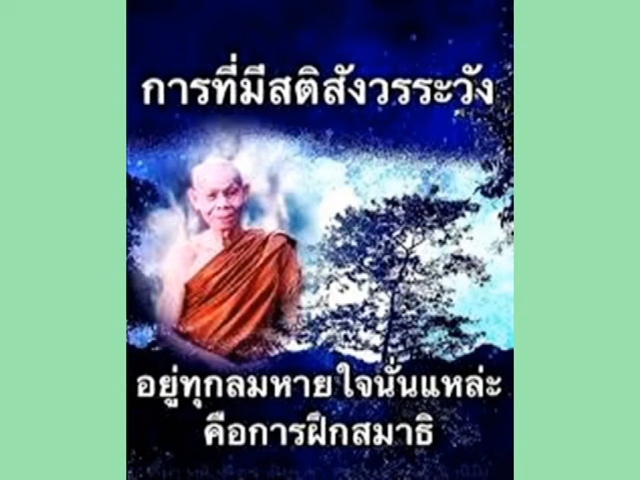 การที่มีสติสังวรระวัง
อยู่ทุกลมหายใจนั่นแหล่ะ
คือการฝึกสมาธิ